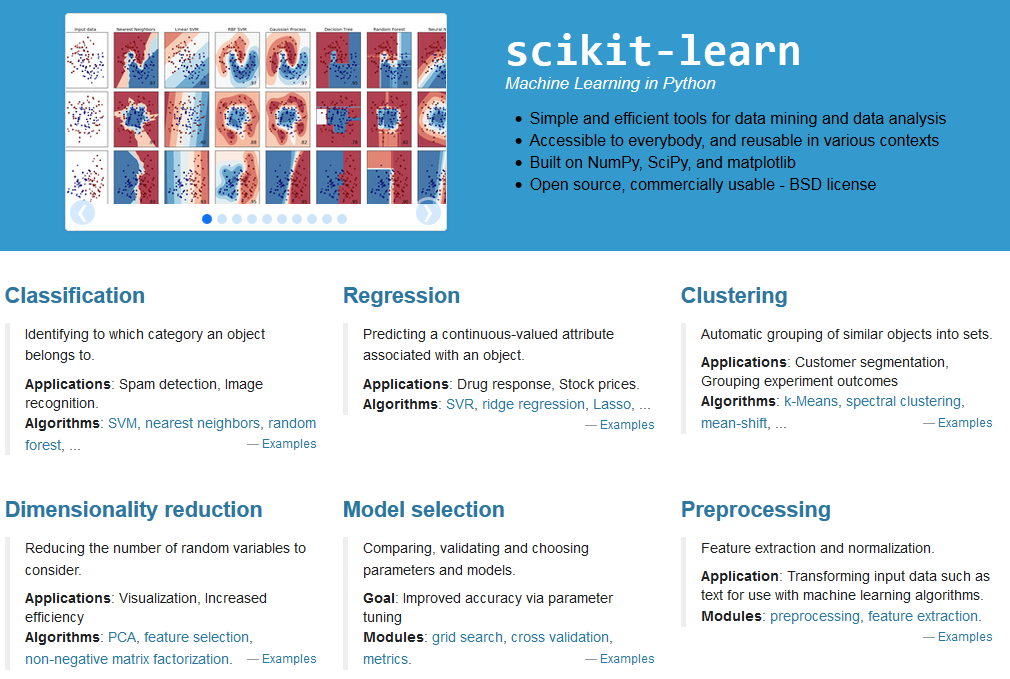 Input data Nearest Neighbors Linear SVM RBF SVM Gaussian Process Decision Tree Random Forest Neural N
scikit-learn
Machine Learning in Python
Simple and efficient tools for data mining and data analysis
Accessible to everybody, and reusable in various contexts
Built on NumPy, SciPy, and matplotlib
Open source, commercially usable - BSD license
Classification
Identifying to which category an object
belongs to.
Applications: Spam detection, Image
recognition.
Algorithms: SVM, nearest neighbors, random
forest, ... — Examples
Regression
Predicting a continuous-valued attribute
associated with an object.
Applications: Drug response, Stock prices.
Algorithms: SVR, ridge regression, Lasso, ...
— Examples
Clustering
Automatic grouping of similar objects into sets.
Applications: Customer segmentation,
Grouping experiment outcomes
Algorithms: k-Means, spectral clustering,
mean-shift, ... — Examples
Dimensionality reduction
Reducing the number of random variables to
consider.
Applications: Visualization, Increased
efficiency
Algorithms: PCA, feature selection,
non-negative matrix factorization. — Examples
Model selection
Comparing, validating and choosing
parameters and models.
Goal: Improved accuracy via parameter
tuning
Modules: grid search, cross validation,
metrics. — Examples
Preprocessing
Feature extraction and normalization.
Application: Transforming input data such as
text for use with machine learning algorithms.
Modules: preprocessing, feature extraction.
— Examples